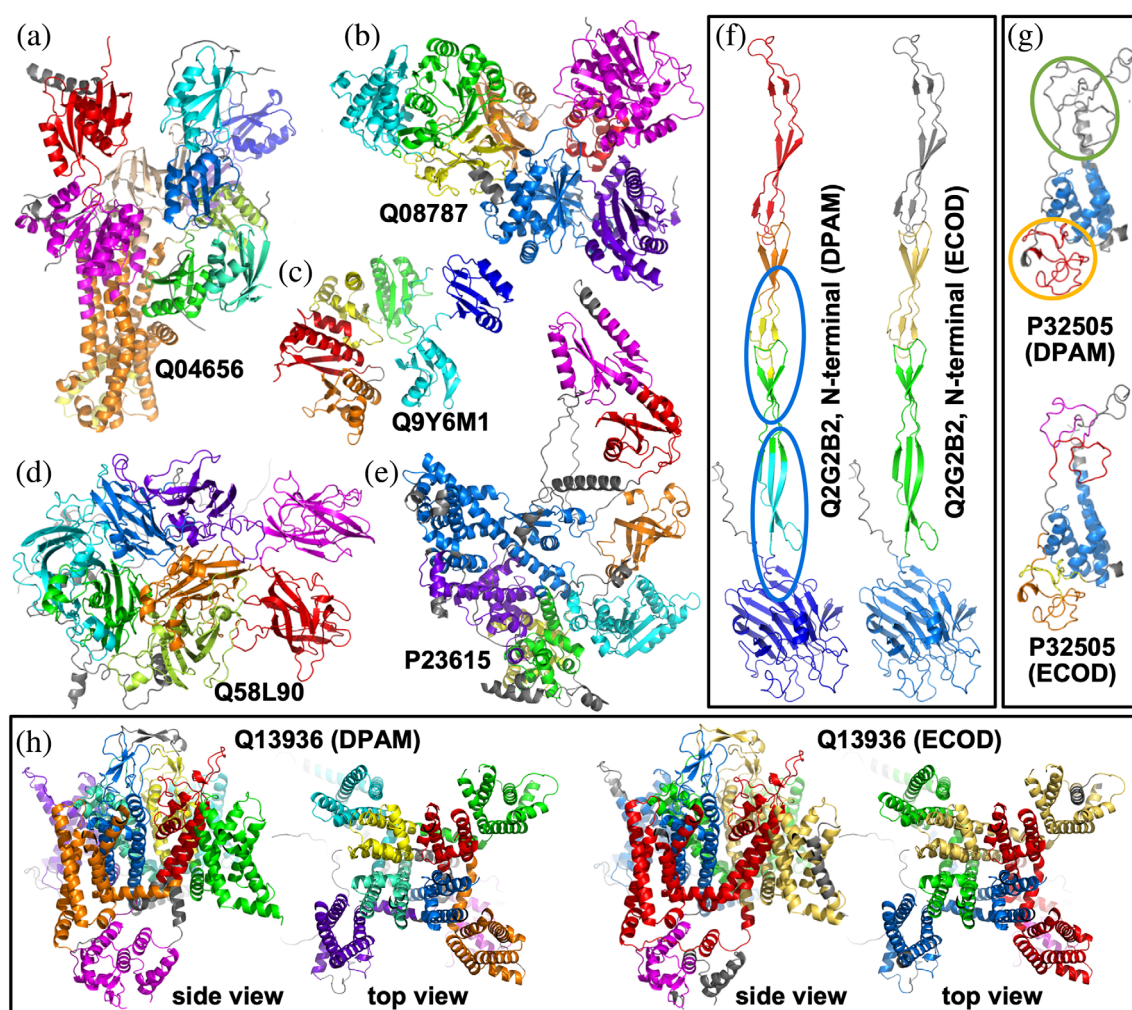 (a)
Q04656
(b)
Q08787
(c)
Q9Y6M1
(d)
Q58L90
(e)
P23615
(f)
Q2G2B2, N-terminal (DPAM)
Q2G2B2, N-terminal (ECOD)
(g)
P32505
(DPAM)
P32505
(ECOD)
(h)
Q13936 (DPAM)
Q13936 (ECOD)
side view
top view
side view
top view